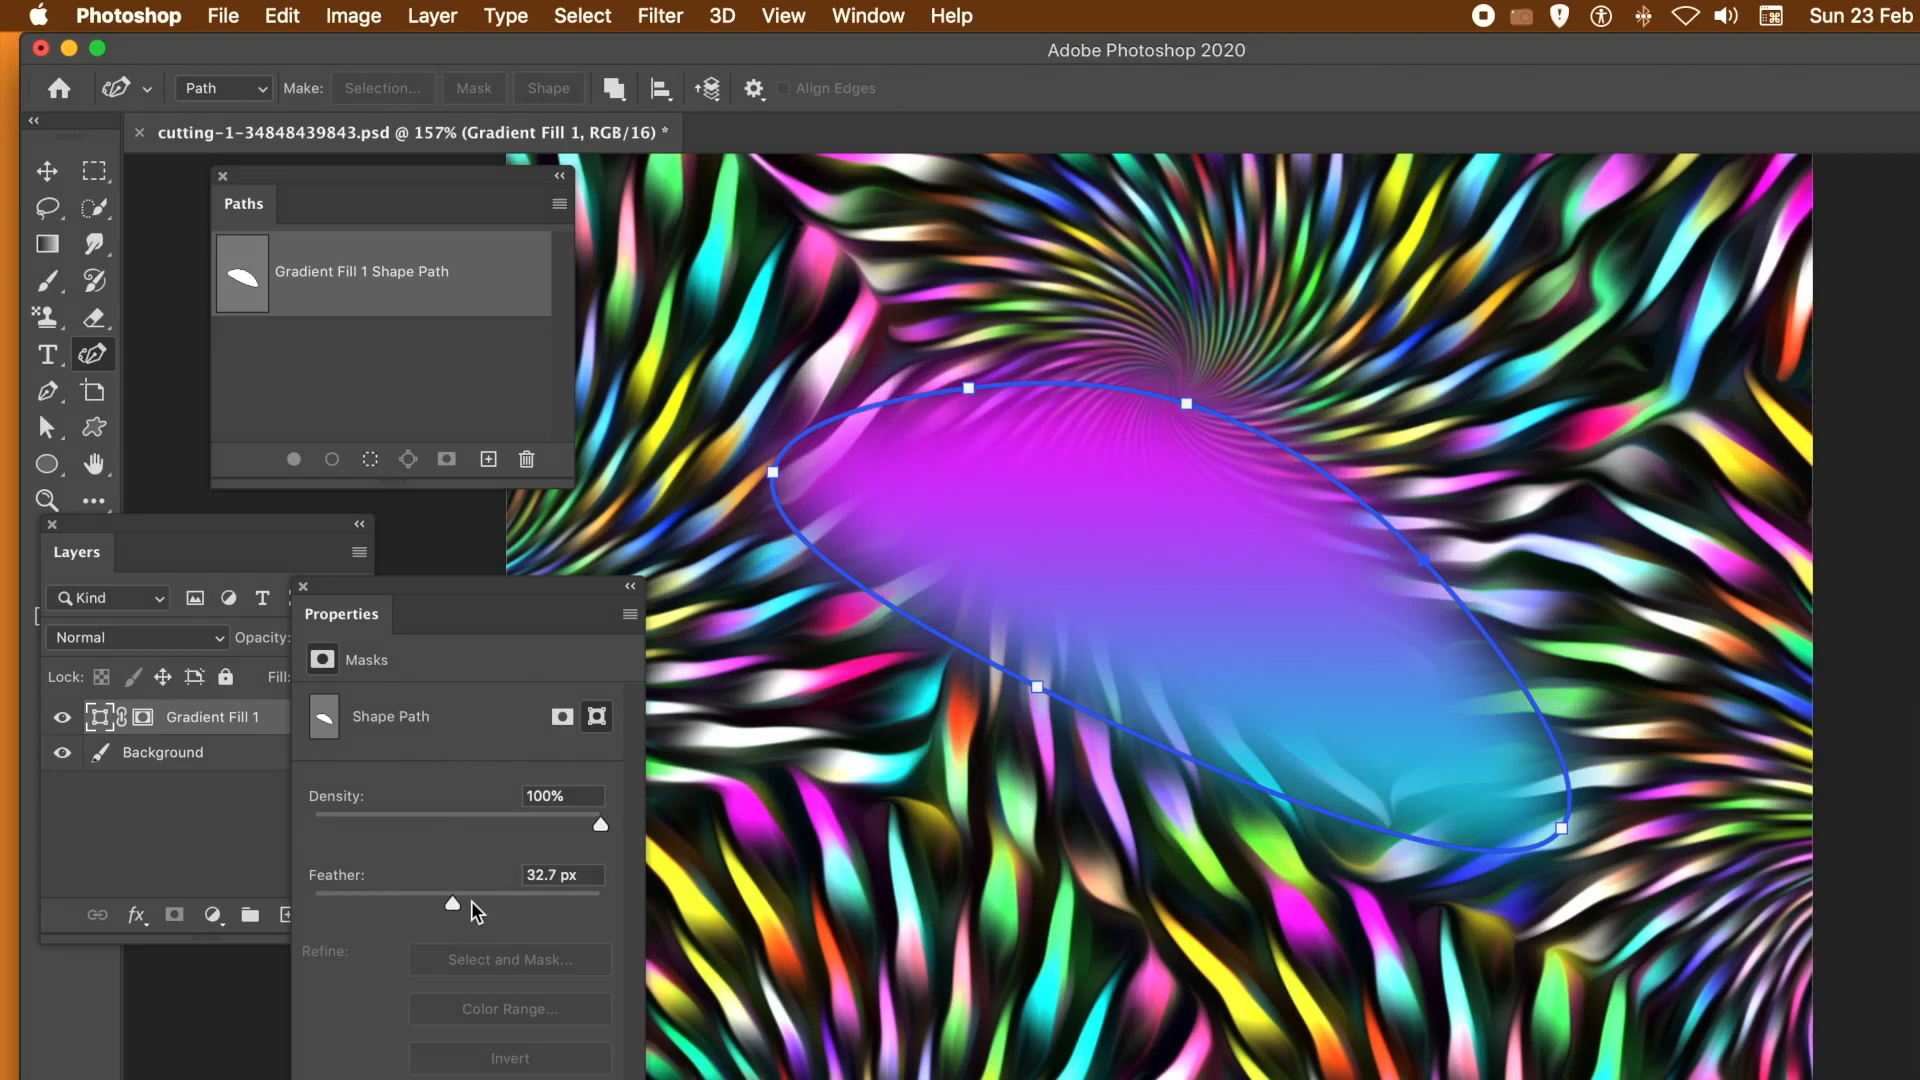 Photoshop File Edit Image Layer Type Select Filter 3D View Window Help Sun 23 Feb
Adobe Photoshop 2020
Path Make: Selection... Mask Shape Align Edges
cutting-1-34848439843.psd @ 157% (Gradient Fill 1, RGB/16) *
Paths
Gradient Fill 1 Shape Path
Layers
Kind
Normal Opacity:
Lock: Fill:
Gradient Fill 1
Background
fx
Properties
Masks
Shape Path
Density: 100%
Feather: 32.7 px
Refine: Select and Mask...
Color Range...
Invert